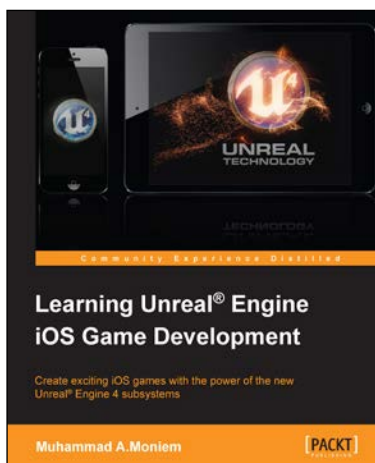 UNREAL
TECHNOLOGY
Community Experience Distilled
Learning Unreal® Engine
iOS Game Development
Create exciting iOS games with the power of the new
Unreal® Engine 4 subsystems
Muhammad A.Moniem
[PACKT]
PUBLISHING